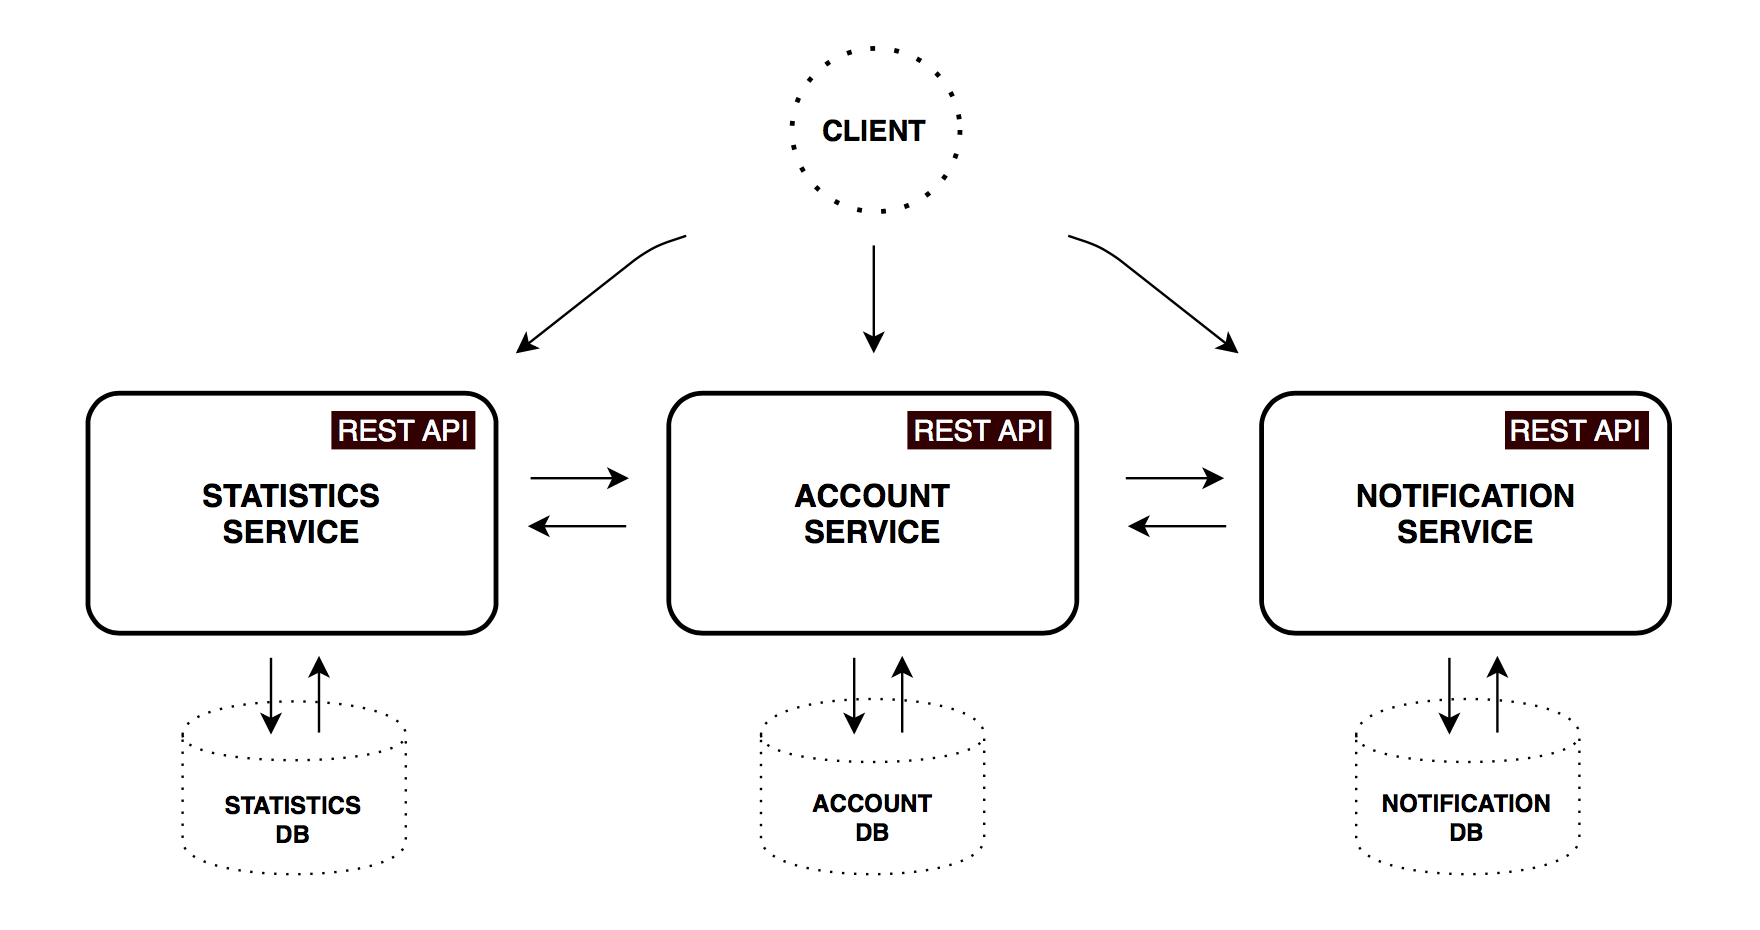 CLIENT
REST API
STATISTICS
SERVICE
REST API
ACCOUNT
SERVICE
REST API
NOTIFICATION
SERVICE
STATISTICS
DB
ACCOUNT
DB
NOTIFICATION
DB